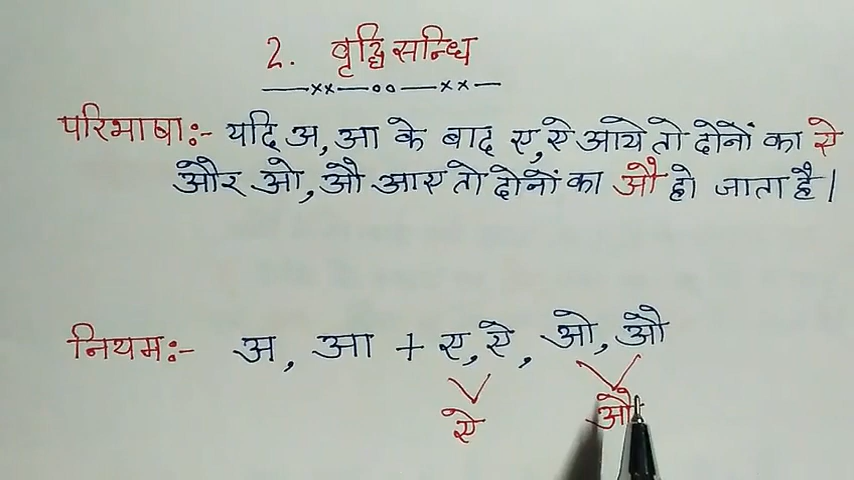 2. वृद्धि सन्धि
परिभाषा:- यदि अ, आ के बाद ए, ऐ आये तो दोनों का ऐ
और ओ, औ आए तो दोनों का औ हो जाता है।
नियम:- अ, आ + ए, ऐ, ओ, औ
ऐ औ